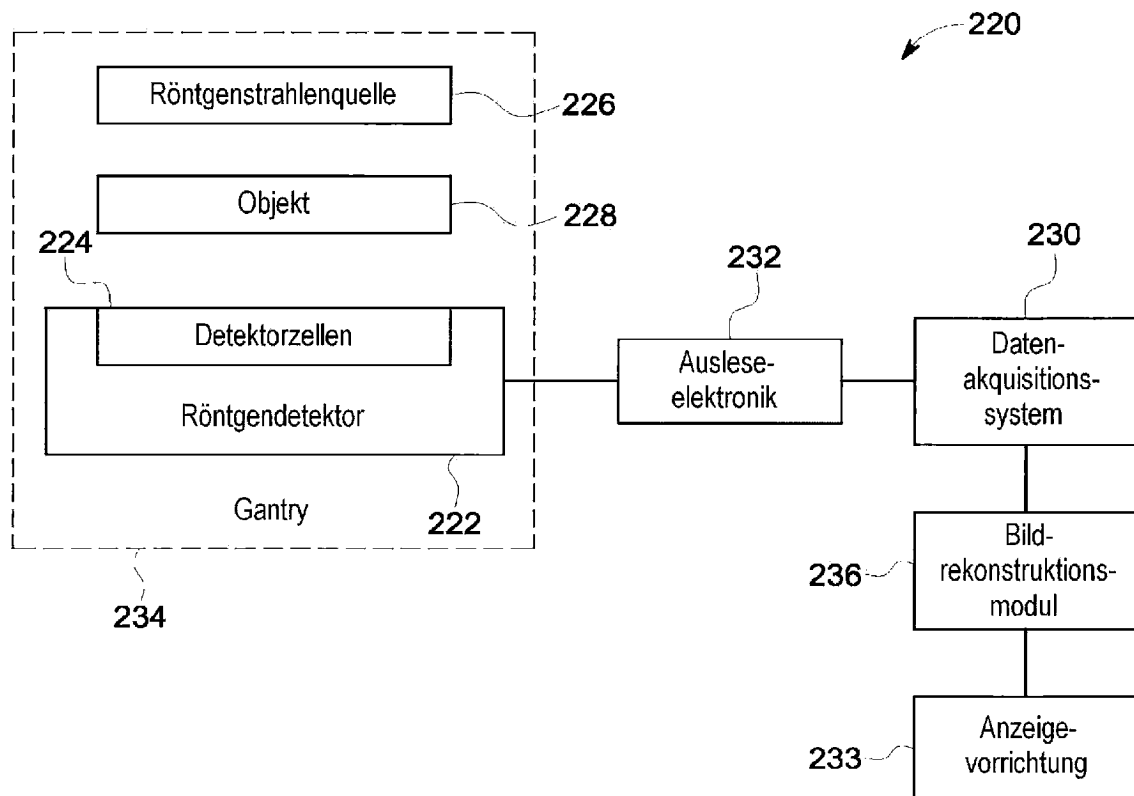 220
Röntgenstrahlenquelle
226
Objekt
228
224
Detektorzellen
Röntgendetektor
222
Gantry
234
232
Auslese-
elektronik
230
Daten-
akquisitions-
system
236
Bild-
rekonstruktions-
modul
233
Anzeige-
vorrichtung